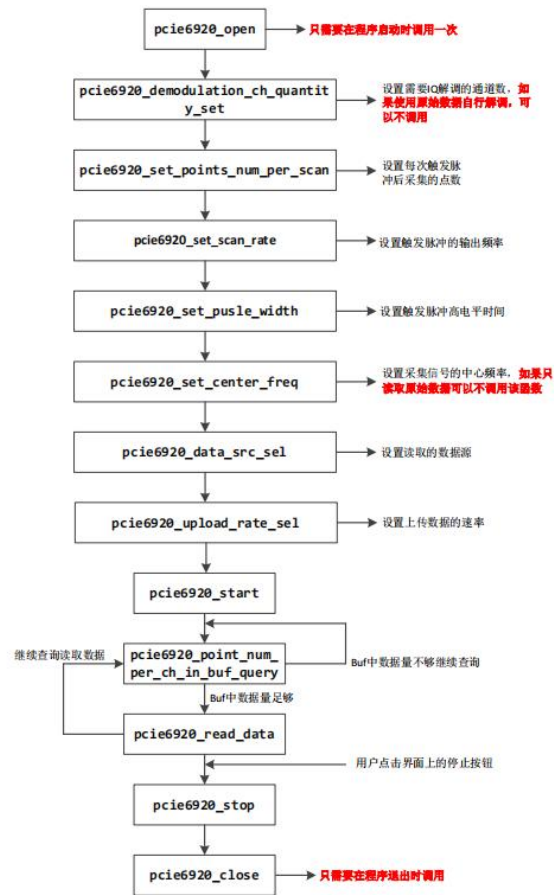 pcie6920_open
只需要在程序启动时调用一次
pcie6920_demodulation_ch_quantit
y_set
设置需要IQ解调的通道数，如
果使用原始数据自行解调，可
以不调用
pcie6920_set_points_num_per_scan
设置每次触发脉
冲后采集的点数
pcie6920_set_scan_rate
设置触发脉冲的输出频率
pcie6920_set_pusle_width
设置触发脉冲高电平时间
pcie6920_set_center_freq
设置采集信号的中心频率，如果只
读取原始数据可以不调用该函数
pcie6920_data_src_sel
设置读取的数据源
pcie6920_upload_rate_sel
设置上传数据的速率
pcie6920_start
继续查询读取数据
pcie6920_point_num_
per_ch_in_buf_query
Buf中数据量不够继续查询
Buf中数据量足够
pcie6920_read_data
用户点击界面上的停止按钮
pcie6920_stop
pcie6920_close
只需要在程序退出时调用